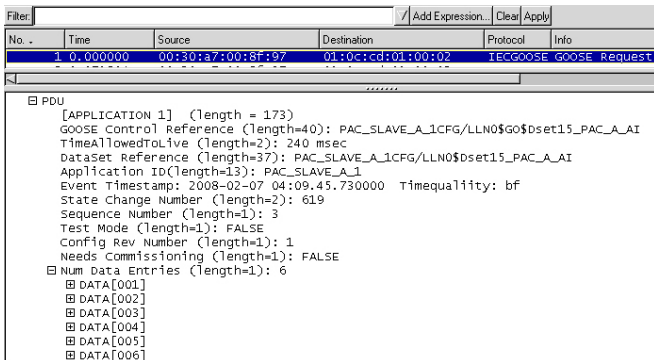 Filter:
Add Expression... Clear Apply
No. . Time Source Destination Protocol Info
1 0.000000 00:30:a7:00:8f:97 01:0c:cd:01:00:02 IECGOOSE GOOSE Request
PDU
[APPLICATION 1] (length = 173)
GOOSE Control Reference (length=40): PAC_SLAVE_A_1CFG/LLN0$GO$Dset15_PAC_A_AI
TimeAllowedToLive (length=2): 240 msec
DataSet Reference (length=37): PAC_SLAVE_A_1CFG/LLN0$Dset15_PAC_A_AI
Application ID(length=13): PAC_SLAVE_A_1
Event Timestamp: 2008-02-07 04:09.45.730000 Timequaliity: bf
State Change Number (length=2): 619
Sequence Number (length=1): 3
Test Mode (length=1): FALSE
Config Rev Number (length=1): 1
Needs Commissioning (length=1): FALSE
Num Data Entries (length=1): 6
DATA[001]
DATA[002]
DATA[003]
DATA[004]
DATA[005]
DATA[006]